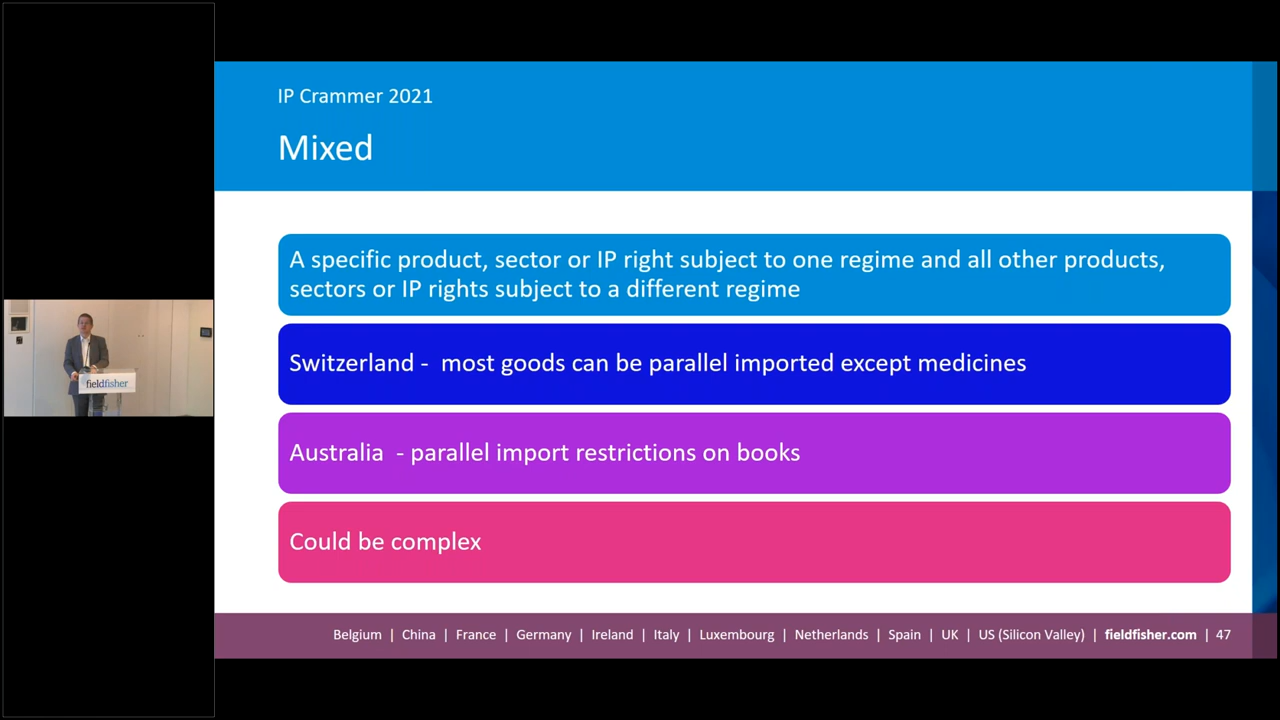 IP Crammer 2021
Mixed
A specific product, sector or IP right subject to one regime and all other products,
sectors or IP rights subject to a different regime
Switzerland - most goods can be parallel imported except medicines
Australia - parallel import restrictions on books
Could be complex
fieldfisher
Belgium | China | France | Germany | Ireland | Italy | Luxembourg | Netherlands | Spain | UK | US (Silicon Valley) | fieldfisher.com | 47